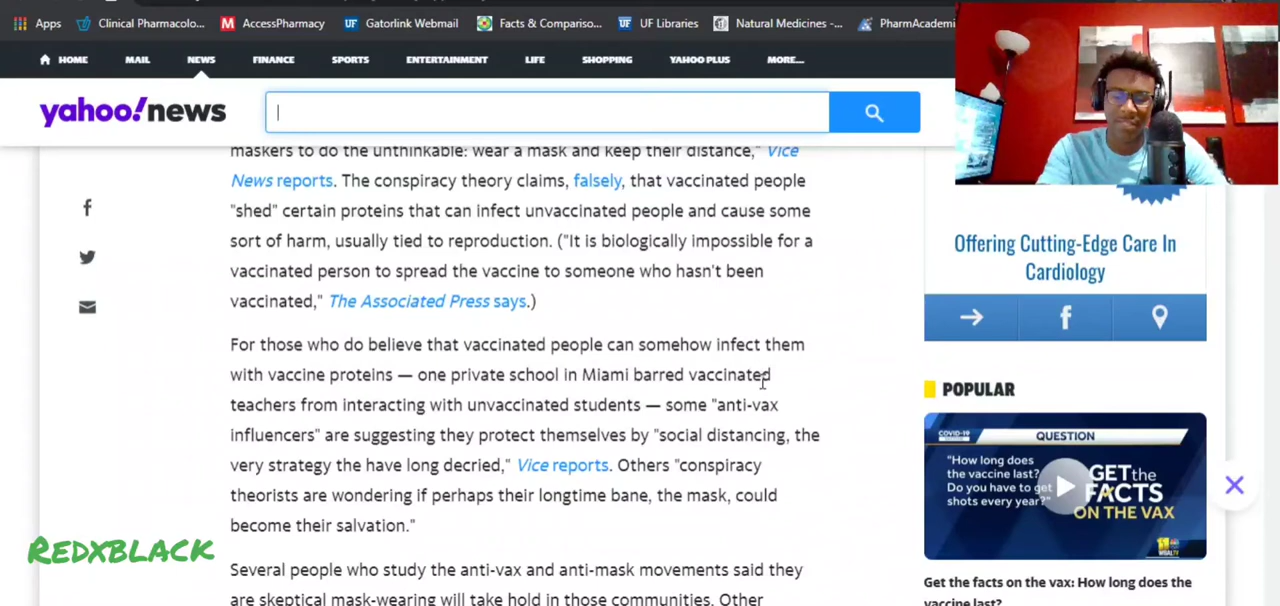 Apps Clinical Pharmacolo... AccessPharmacy Gatorlink Webmail Facts & Compariso... UF Libraries Natural Medicines -... PharmAcademi
HOME MAIL NEWS FINANCE SPORTS ENTERTAINMENT LIFE SHOPPING YAHOO PLUS MORE...
yahoo!news
maskers to do the unthinkable: wear a mask and keep their distance," Vice
News reports. The conspiracy theory claims, falsely, that vaccinated people
"shed" certain proteins that can infect unvaccinated people and cause some
sort of harm, usually tied to reproduction. ("It is biologically impossible for a
vaccinated person to spread the vaccine to someone who hasn't been
vaccinated," The Associated Press says.)
For those who do believe that vaccinated people can somehow infect them
with vaccine proteins — one private school in Miami barred vaccinated
teachers from interacting with unvaccinated students — some "anti-vax
influencers" are suggesting they protect themselves by "social distancing, the
very strategy the have long decried," Vice reports. Others "conspiracy
theorists are wondering if perhaps their longtime bane, the mask, could
become their salvation."
Several people who study the anti-vax and anti-mask movements said they
are skeptical mask-wearing will take hold in those communities. Other
REDXBLACK
Offering Cutting-Edge Care In
Cardiology
POPULAR
COVID-19
QUESTION
"How long does
the vaccine last?
Do you have to get
shots every year?"
GET the
FACTS
ON THE VAX
Get the facts on the vax: How long does the
vaccine last?